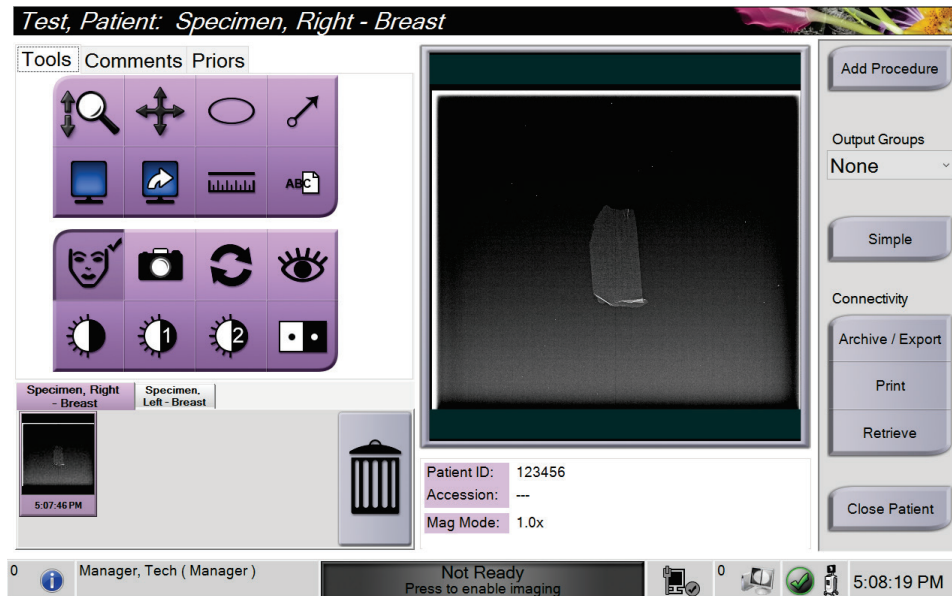 Test, Patient:  Specimen, Right - Breast
Tools
Comments
Priors
ABC
1
2
Specimen, Right
- Breast
Specimen,
Left - Breast
5:07:46 PM
Patient ID:
123456
Accession:
---
Mag Mode:
1.0x
Add Procedure
Output Groups
None
Simple
Connectivity
Archive / Export
Print
Retrieve
Close Patient
0
Manager, Tech ( Manager )
Not Ready
Press to enable imaging
0
5:08:19 PM